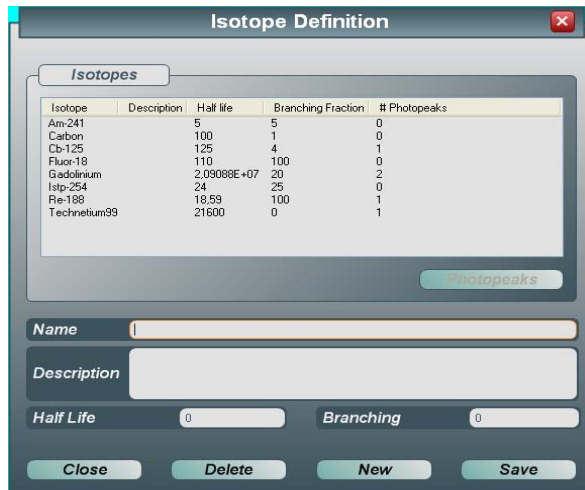 Isotope Definition
Isotopes
Isotope Description Half life Branching Fraction # Photopeaks
Am-241 5 5 0
Carbon 100 1 0
Cb-125 125 4 1
Fluor-18 110 100 0
Gadolinium 2,09088E+07 20 2
Istp-254 24 25 0
Re-188 18,59 100 1
Technetium99 21600 0 1
Photopeaks
Name
Description
Half Life 0 Branching 0
Close Delete New Save